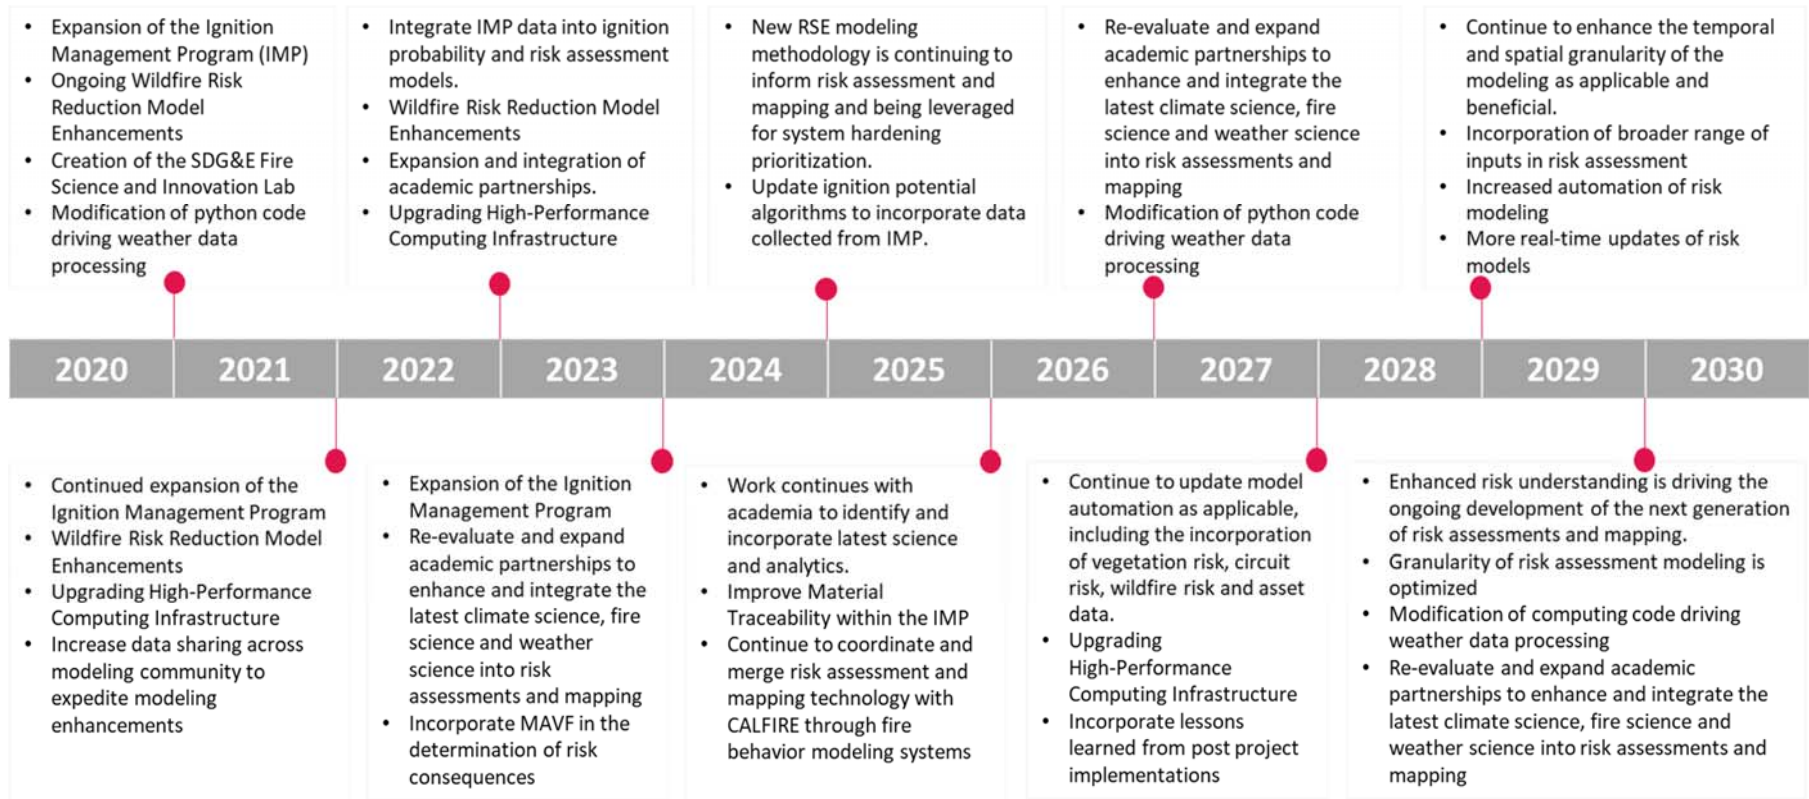 • Expansion of the Ignition
Management Program (IMP)
• Ongoing Wildfire Risk
Reduction Model
Enhancements
• Creation of the SDG&E Fire
Science and Innovation Lab
• Modification of python code
driving weather data
processing
• Integrate IMP data into ignition
probability and risk assessment
models.
• Wildfire Risk Reduction Model
Enhancements
• Expansion and integration of
academic partnerships.
• Upgrading High-Performance
Computing Infrastructure
• New RSE modeling
methodology is continuing to
inform risk assessment and
mapping and being leveraged
for system hardening
prioritization.
• Update ignition potential
algorithms to incorporate data
collected from IMP.
• Re-evaluate and expand
academic partnerships to
enhance and integrate the
latest climate science, fire
science and weather science
into risk assessments and
mapping
• Modification of python code
driving weather data
processing
• Continue to enhance the temporal
and spatial granularity of the
modeling as applicable and
beneficial.
• Incorporation of broader range of
inputs in risk assessment
• Increased automation of risk
modeling
• More real-time updates of risk
models
2020 2021 2022 2023 2024 2025 2026 2027 2028 2029 2030
• Continued expansion of the
Ignition Management Program
• Wildfire Risk Reduction Model
Enhancements
• Upgrading High-Performance
Computing Infrastructure
• Increase data sharing across
modeling community to
expedite modeling
enhancements
• Expansion of the Ignition
Management Program
• Re-evaluate and expand
academic partnerships to
enhance and integrate the
latest climate science, fire
science and weather
science into risk
assessments and mapping
• Incorporate MAVF in the
determination of risk
consequences
• Work continues with
academia to identify and
incorporate latest science
and analytics.
• Improve Material
Traceability within the IMP
• Continue to coordinate and
merge risk assessment and
mapping technology with
CALFIRE through fire
behavior modeling systems
• Continue to update model
automation as applicable,
including the incorporation
of vegetation risk, circuit
risk, wildfire risk and asset
data.
• Upgrading
High-Performance
Computing Infrastructure
• Incorporate lessons
learned from post project
implementations
• Enhanced risk understanding is driving the
ongoing development of the next generation
of risk assessments and mapping.
• Granularity of risk assessment modeling is
optimized
• Modification of computing code driving
weather data processing
• Re-evaluate and expand academic
partnerships to enhance and integrate the
latest climate science, fire science and
weather science into risk assessments and
mapping